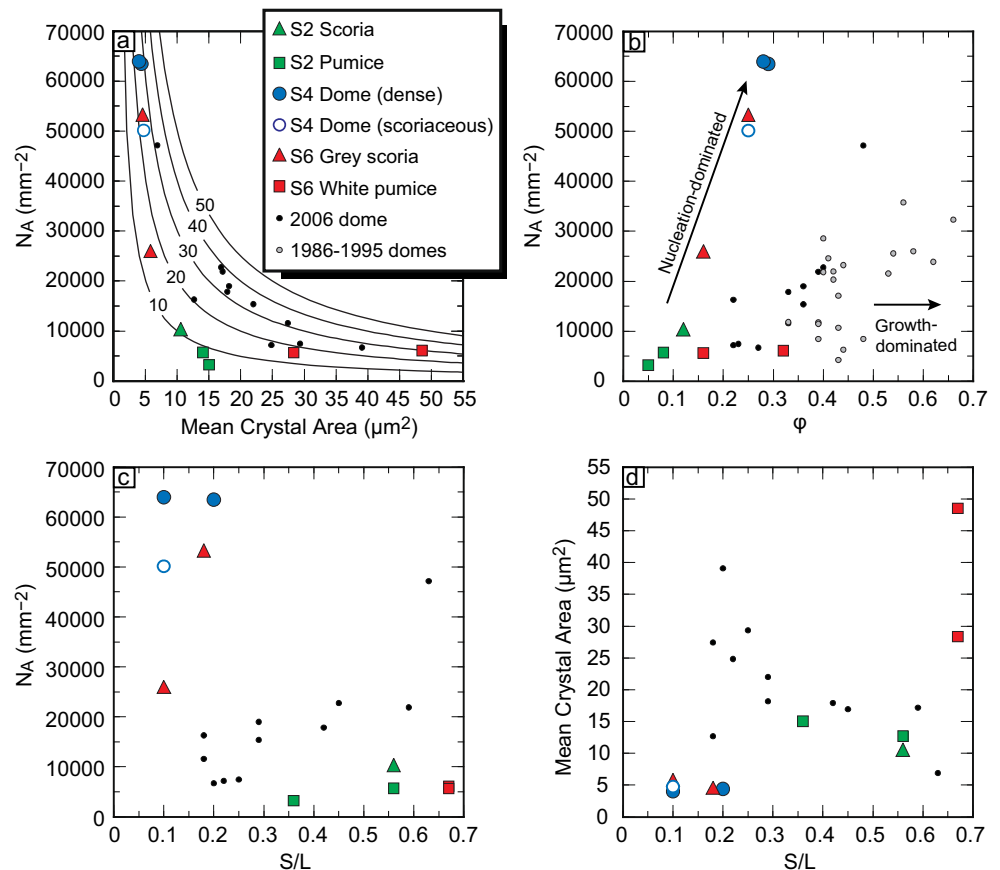 a
70000
60000
50000
40000
30000
20000
10000
0
NA (mm−2)
50
40
30
20
10
0 5 10 15 20 25 30 35 40 45 50 55
Mean Crystal Area (μm2)
S2 Scoria
S2 Pumice
S4 Dome (dense)
S4 Dome (scoriaceous)
S6 Grey scoria
S6 White pumice
2006 dome
1986-1995 domes
b
70000
60000
50000
40000
30000
20000
10000
0
NA (mm−2)
Nucleation-dominated
Growth-
dominated
0 0.1 0.2 0.3 0.4 0.5 0.6 0.7
φ
c
70000
60000
50000
40000
30000
20000
10000
0
NA (mm−2)
0 0.1 0.2 0.3 0.4 0.5 0.6 0.7
S/L
d
55
50
45
40
35
30
25
20
15
10
5
0
Mean Crystal Area (μm2)
0 0.1 0.2 0.3 0.4 0.5 0.6 0.7
S/L